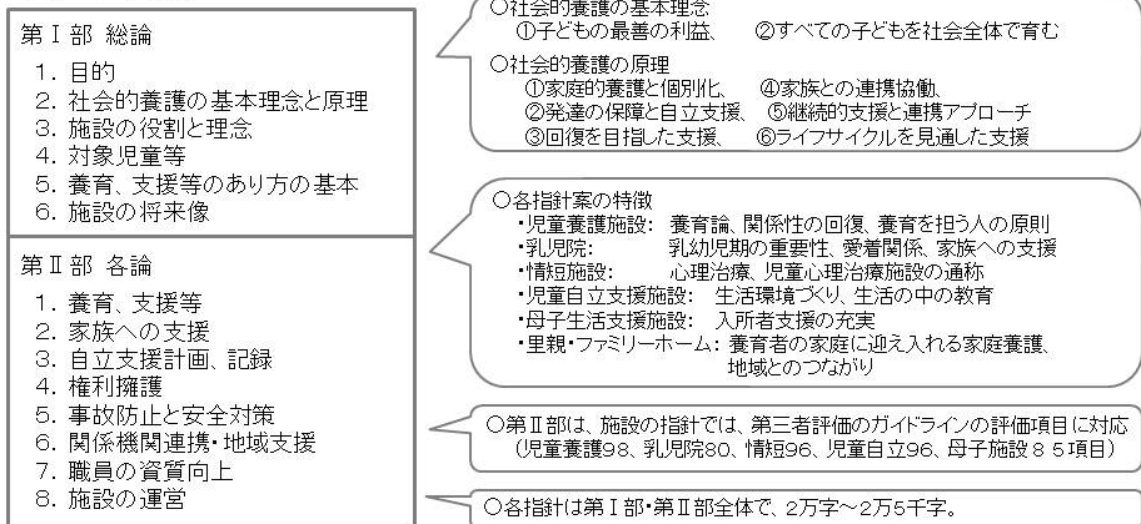 第Ⅰ部 総論
1. 目的
2. 社会的養護の基本理念と原理
3. 施設の役割と理念
4. 対象児童等
5. 養育、支援等のあり方の基本
6. 施設の将来像
第Ⅱ部 各論
1. 養育、支援等
2. 家族への支援
3. 自立支援計画、記録
4. 権利擁護
5. 事故防止と安全対策
6. 関係機関連携・地域支援
7. 職員の資質向上
8. 施設の運営
○社会的養護の基本理念
①子どもの最善の利益、 ②すべての子どもを社会全体で育む
○社会的養護の原理
①家庭的養護と個別化、 ④家族との連携協働、
②発達の保障と自立支援、 ⑤継続的支援と連携アプローチ
③回復を目指した支援、 ⑥ライフサイクルを見通した支援
○各指針案の特徴
・児童養護施設: 養育論、関係性の回復、養育を担う人の原則
・乳児院: 乳幼児期の重要性、愛着関係、家族への支援
・情短施設: 心理治療、児童心理治療施設の通称
・児童自立支援施設: 生活環境づくり、生活の中の教育
・母子生活支援施設: 入所者支援の充実
・里親・ファミリーホーム: 養育者の家庭に迎え入れる家庭養護、
地域とのつながり
○第Ⅱ部は、施設の指針では、第三者評価のガイドラインの評価項目に対応
(児童養護98、乳児院80、情短96、児童自立96、母子施設85項目)
○各指針は第Ⅰ部・第Ⅱ部全体で、2万字~2万5千字。